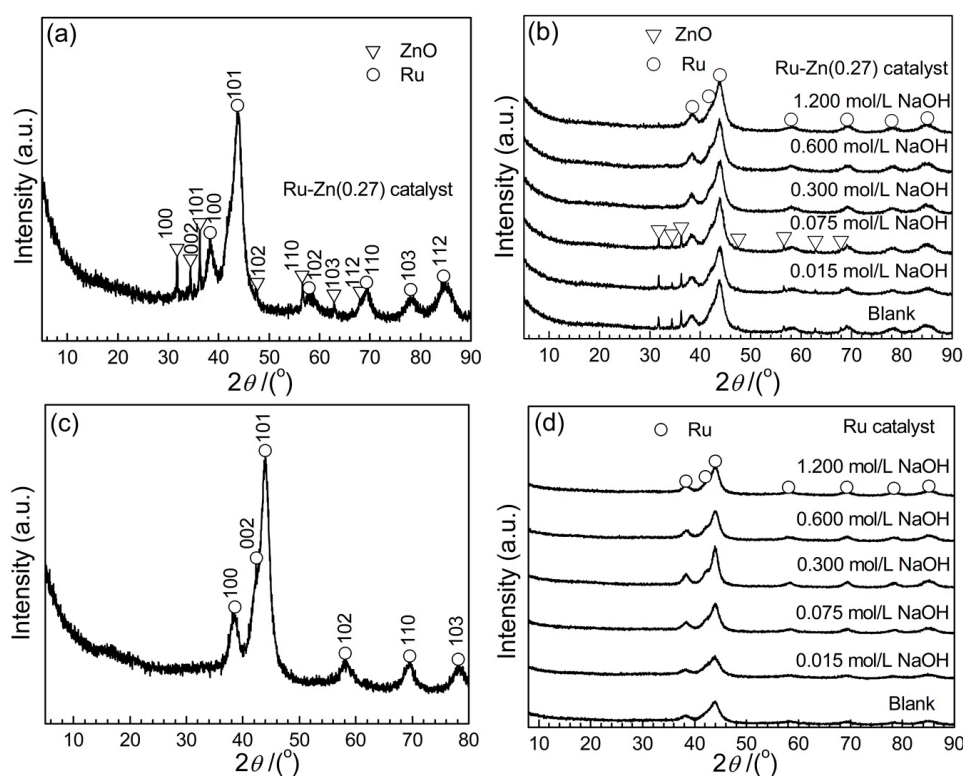 (a)
ZnO
Ru
101
Ru-Zn(0.27) catalyst
100
002
101
100
102
110
102
103
112
110
103
112
Intensity (a.u.)
10 20 30 40 50 60 70 80 90
2θ/(°)
(b)
ZnO
Ru
Ru-Zn(0.27) catalyst
1.200 mol/L NaOH
0.600 mol/L NaOH
0.300 mol/L NaOH
0.075 mol/L NaOH
0.015 mol/L NaOH
Blank
Intensity (a.u.)
10 20 30 40 50 60 70 80 90
2θ/(°)
(c)
101
Ru
002
100
102
110
103
Intensity (a.u.)
10 20 30 40 50 60 70 80
2θ/(°)
(d)
Ru
Ru catalyst
1.200 mol/L NaOH
0.600 mol/L NaOH
0.300 mol/L NaOH
0.075 mol/L NaOH
0.015 mol/L NaOH
Blank
Intensity (a.u.)
10 20 30 40 50 60 70 80 90
2θ/(°)